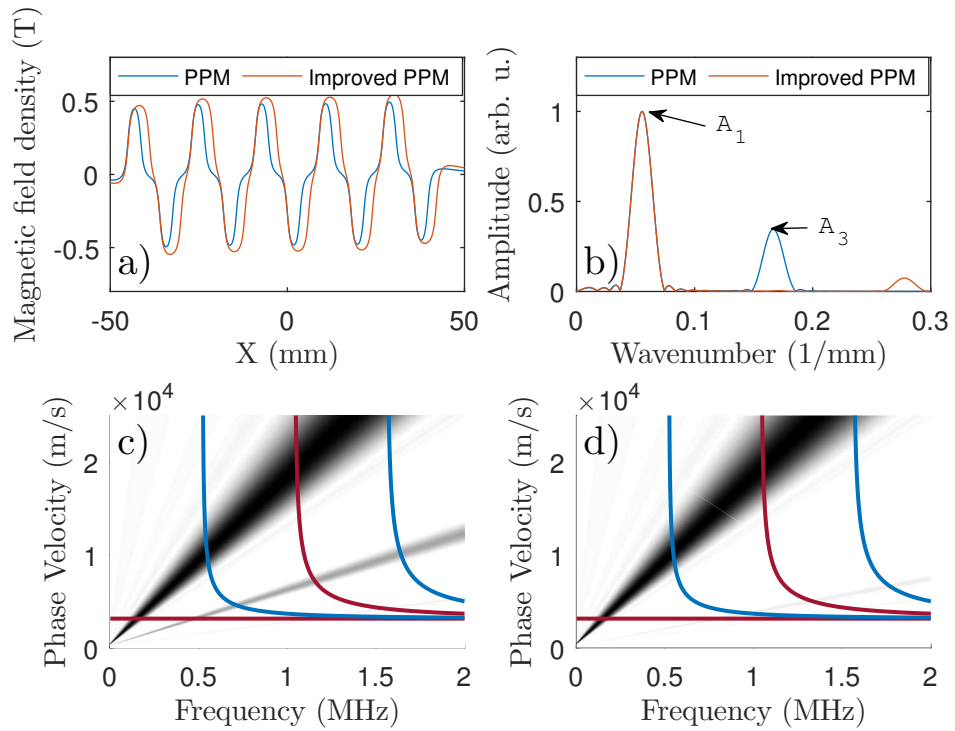 PPM Improved PPM
Magnetic field density (T)
0.5
0
-0.5
a)
-50 0 50
X (mm)
PPM Improved PPM
Amplitude (arb. u.)
1
0.5
0
A1
A3
b)
0 0.1 0.2 0.3
Wavenumber (1/mm)
×10^4
Phase Velocity (m/s)
2
1
0
c)
0 0.5 1 1.5 2
Frequency (MHz)
×10^4
Phase Velocity (m/s)
2
1
0
d)
0 0.5 1 1.5 2
Frequency (MHz)